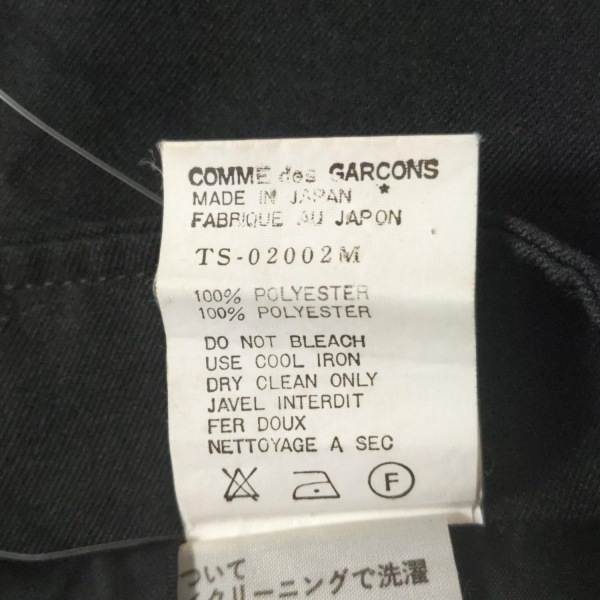 COMME des GARCONS
MADE IN JAPAN
FABRIQUE AU JAPON
TS-02002M
100% POLYESTER
100% POLYESTER
DO NOT BLEACH
USE COOL IRON
DRY CLEAN ONLY
JAVEL INTERDIT
FER DOUX
NETTOYAGE A SEC
F
ついて
クリーニングで洗濯